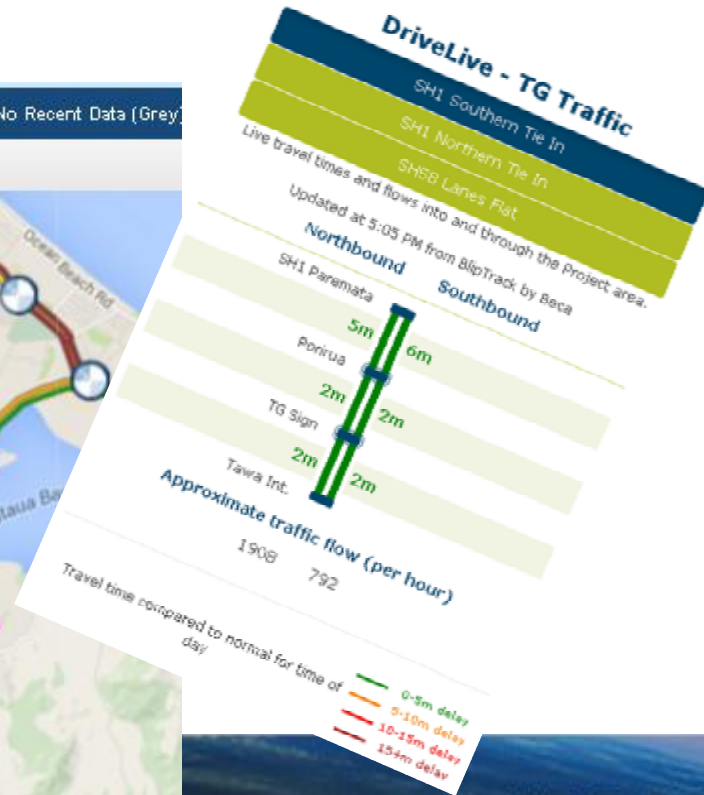 No Recent Data (Grey)
Ocean Beach Rd
DriveLive - TG Traffic
SH1 Southern Tie In
SH1 Northern Tie In
SH58 Lanes Flat
Live travel times and flows into and through the Project area.
Updated at 5:05 PM from BlipTrack by Beca
Northbound Southbound
SH1 Paremata
5m 6m
Porirua
2m 2m
TG Sign
2m 2m
Tawa Int.
Approximate traffic flow (per hour)
1908 792
Travel time compared to normal for time of
day
0-5m delay
5-10m delay
10-15m delay
15+m delay